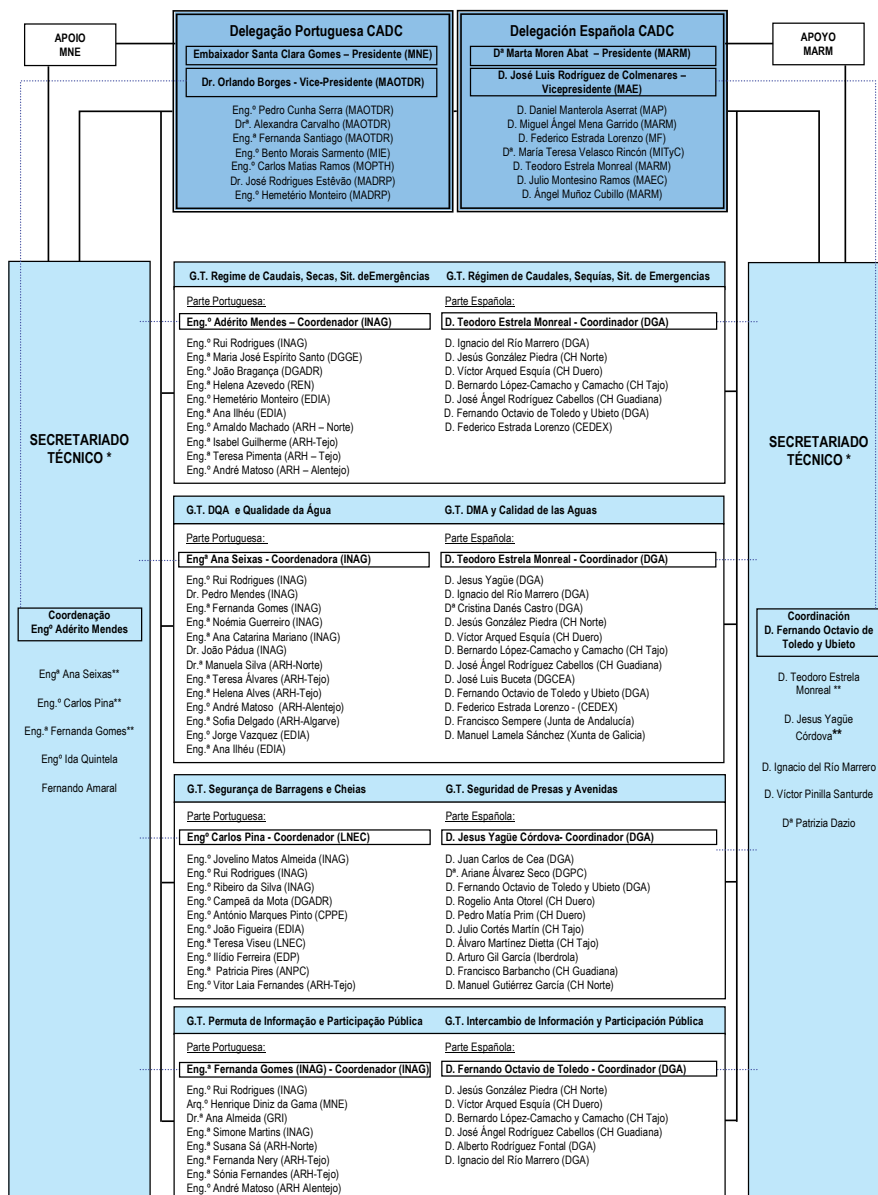 APOIO
MNE
Delegação Portuguesa CADC
Embaixador Santa Clara Gomes – Presidente (MNE)
Dr. Orlando Borges - Vice-Presidente (MAOTDR)
Eng.º Pedro Cunha Serra (MAOTDR)
Drª. Alexandra Carvalho (MAOTDR)
Eng.ª Fernanda Santiago (MAOTDR)
Eng.º Bento Morais Sarmento (MIE)
Eng.º Carlos Matias Ramos (MOPTH)
Dr. José Rodrigues Estêvão (MADRP)
Eng.º Hemetério Monteiro (MADRP)
Delegación Española CADC
Dª Marta Moren Abat – Presidente (MARM)
D. José Luis Rodríguez de Colmenares –
Vicepresidente (MAE)
D. Daniel Manterola Aserrat (MAP)
D. Miguel Ángel Mena Garrido (MARM)
D. Federico Estrada Lorenzo (MF)
Dª. María Teresa Velasco Rincón (MITyC)
D. Teodoro Estrela Monreal (MARM)
D. Julio Montesino Ramos (MAEC)
D. Ángel Muñoz Cubillo (MARM)
APOYO
MARM
SECRETARIADO
TÉCNICO *
Coordenação
Engº Adérito Mendes
Engª Ana Seixas**
Eng.º Carlos Pina**
Eng.ª Fernanda Gomes**
Engº Ida Quintela
Fernando Amaral
G.T. Regime de Caudais, Secas, Sit. deEmergências
Parte Portuguesa:
Eng.º Adérito Mendes – Coordenador (INAG)
Eng.º Rui Rodrigues (INAG)
Eng.ª Maria José Espírito Santo (DGGE)
Eng.º João Bragança (DGADR)
Eng.ª Helena Azevedo (REN)
Eng.º Hemetério Monteiro (EDIA)
Eng.ª Ana Ilhéu (EDIA)
Eng.º Arnaldo Machado (ARH – Norte)
Eng.ª Isabel Guilherme (ARH-Tejo)
Eng.ª Teresa Pimenta (ARH – Tejo)
Eng.º André Matoso (ARH – Alentejo)
G.T. Régimen de Caudales, Sequías, Sit. de Emergencias
Parte Española:
D. Teodoro Estrela Monreal - Coordinador (DGA)
D. Ignacio del Río Marrero (DGA)
D. Jesús González Piedra (CH Norte)
D. Víctor Arqued Esquía (CH Duero)
D. Bernardo López-Camacho y Camacho (CH Tajo)
D. José Ángel Rodríguez Cabellos (CH Guadiana)
D. Fernando Octavio de Toledo y Ubieto (DGA)
D. Federico Estrada Lorenzo (CEDEX)
G.T. DQA e Qualidade da Água
Parte Portuguesa:
Engª Ana Seixas - Coordenadora (INAG)
Eng.º Rui Rodrigues (INAG)
Dr. Pedro Mendes (INAG)
Eng.ª Fernanda Gomes (INAG)
Eng.ª Noémia Guerreiro (INAG)
Eng.ª Ana Catarina Mariano (INAG)
Dr. João Pádua (INAG)
Dr.ª Manuela Silva (ARH-Norte)
Eng.ª Teresa Álvares (ARH-Tejo)
Eng.ª Helena Alves (ARH-Tejo)
Eng.º André Matoso (ARH-Alentejo)
Eng.ª Sofia Delgado (ARH-Algarve)
Eng.º Jorge Vazquez (EDIA)
Eng.ª Ana Ilhéu (EDIA)
G.T. DMA y Calidad de las Aguas
Parte Española:
D. Teodoro Estrela Monreal - Coordinador (DGA)
D. Jesus Yagüe (DGA)
D. Ignacio del Río Marrero (DGA)
Dª Cristina Danés Castro (DGA)
D. Jesús González Piedra (CH Norte)
D. Víctor Arqued Esquía (CH Duero)
D. Bernardo López-Camacho y Camacho (CH Tajo)
D. José Ángel Rodríguez Cabellos (CH Guadiana)
D. José Luis Buceta (DGCEA)
D. Fernando Octavio de Toledo y Ubieto (DGA)
D. Federico Estrada Lorenzo - (CEDEX)
D. Francisco Sempere (Junta de Andalucía)
D. Manuel Lamela Sánchez (Xunta de Galicia)
G.T. Segurança de Barragens e Cheias
Parte Portuguesa:
Engº Carlos Pina - Coordenador (LNEC)
Eng.º Jovelino Matos Almeida (INAG)
Eng.º Rui Rodrigues (INAG)
Eng.º Ribeiro da Silva (INAG)
Eng.º Campeã da Mota (DGADR)
Eng.º António Marques Pinto (CPPE)
Eng.º João Figueira (EDIA)
Eng.ª Teresa Viseu (LNEC)
Eng.º Ilídio Ferreira (EDP)
Eng.ª Patricia Pires (ANPC)
Eng.º Vitor Laia Fernandes (ARH-Tejo)
G.T. Seguridad de Presas y Avenidas
Parte Española:
D. Jesus Yagüe Córdova- Coordinador (DGA)
D. Juan Carlos de Cea (DGA)
Dª. Ariane Álvarez Seco (DGPC)
D. Fernando Octavio de Toledo y Ubieto (DGA)
D. Rogelio Anta Otorel (CH Duero)
D. Pedro Matía Prim (CH Duero)
D. Julio Cortés Martín (CH Tajo)
D. Álvaro Martínez Dietta (CH Tajo)
D. Arturo Gil García (Iberdrola)
D. Francisco Barbancho (CH Guadiana)
D. Manuel Gutiérrez García (CH Norte)
G.T. Permuta de Informação e Participação Pública
Parte Portuguesa:
Eng.ª Fernanda Gomes (INAG) - Coordenador (INAG)
Eng.º Rui Rodrigues (INAG)
Arq.º Henrique Diniz da Gama (MNE)
Dr.ª Ana Almeida (GRI)
Eng.ª Simone Martins (INAG)
Eng.ª Susana Sá (ARH-Norte)
Eng.ª Fernanda Nery (ARH-Tejo)
Eng.ª Sónia Fernandes (ARH-Tejo)
Eng.º André Matoso (ARH Alentejo)
G.T. Intercambio de Información y Participación Pública
Parte Española:
D. Fernando Octavio de Toledo - Coordinador (DGA)
D. Jesús González Piedra (CH Norte)
D. Víctor Arqued Esquía (CH Duero)
D. Bernardo López-Camacho y Camacho (CH Tajo)
D. José Ángel Rodríguez Cabellos (CH Guadiana)
D. Alberto Rodríguez Fontal (DGA)
D. Ignacio del Río Marrero (DGA)
SECRETARIADO
TÉCNICO *
Coordinación
D. Fernando Octavio de
Toledo y Ubieto
D. Teodoro Estrela
Monreal **
D. Jesus Yagüe
Córdova**
D. Ignacio del Río Marrero
D. Víctor Pinilla Santurde
Dª Patrizia Dazio